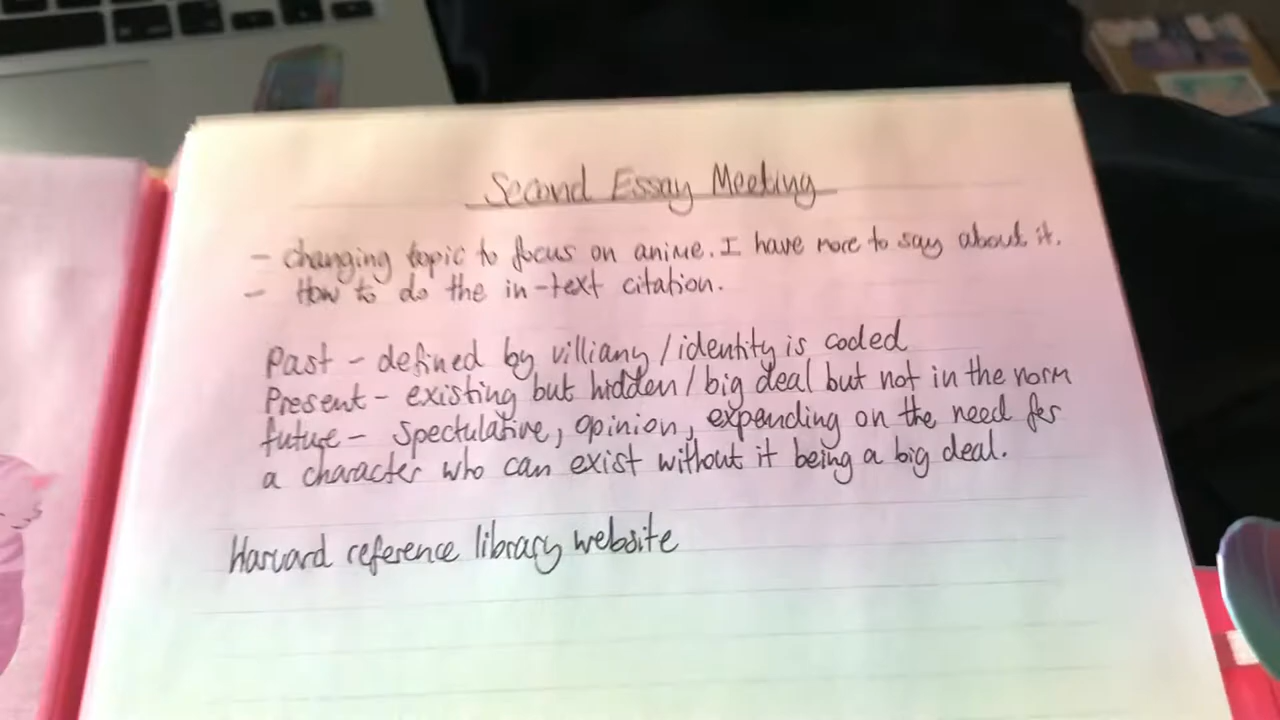 Second Essay Meeting
- Changing topic to focus on anime. I have more to say about it.
- How to do the in-text citation.
Past - defined by villiany / identity is coded
Present - existing but hidden / big deal but not in the norm
future - Spectulative, opinion, expending on the need for
a character who can exist without it being a big deal.
Harvard reference library website